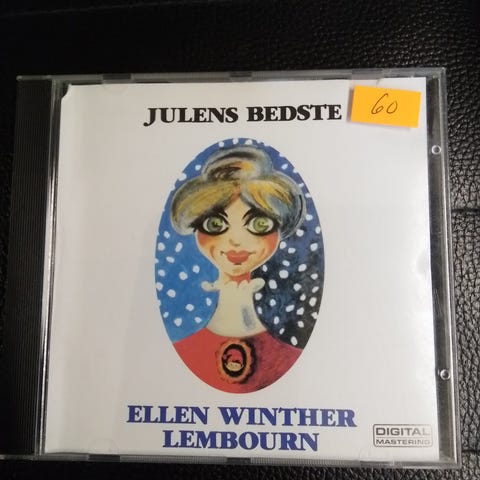 JULENS BEDSTE
60
ELLEN WINTHER
LEMBOURN
DIGITAL
MASTERING